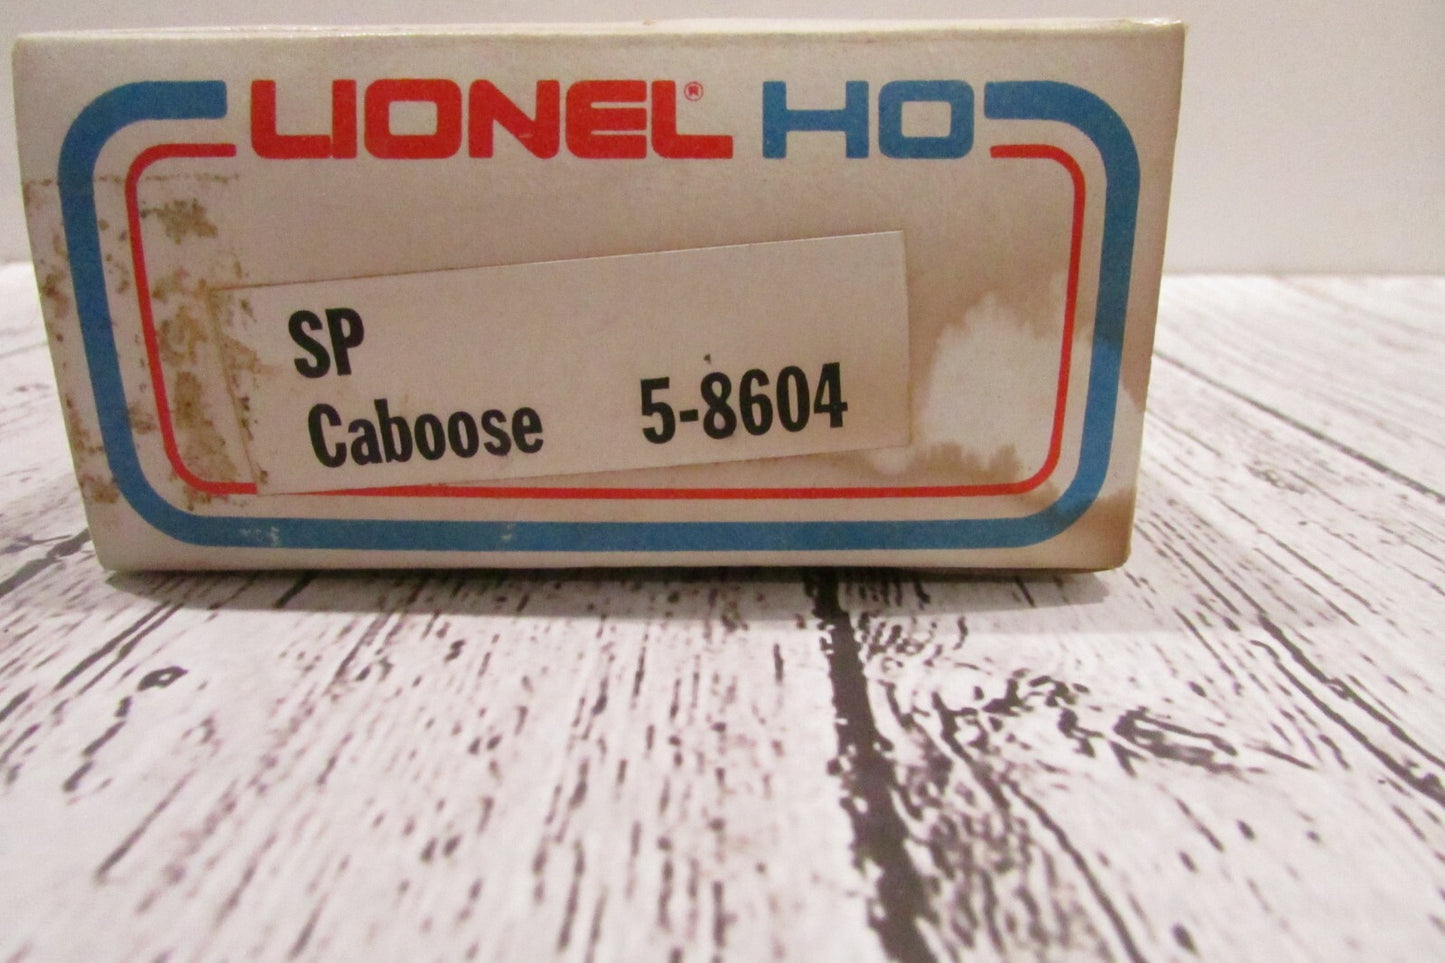 LIONEL® HO
SP
Caboose 5-8604